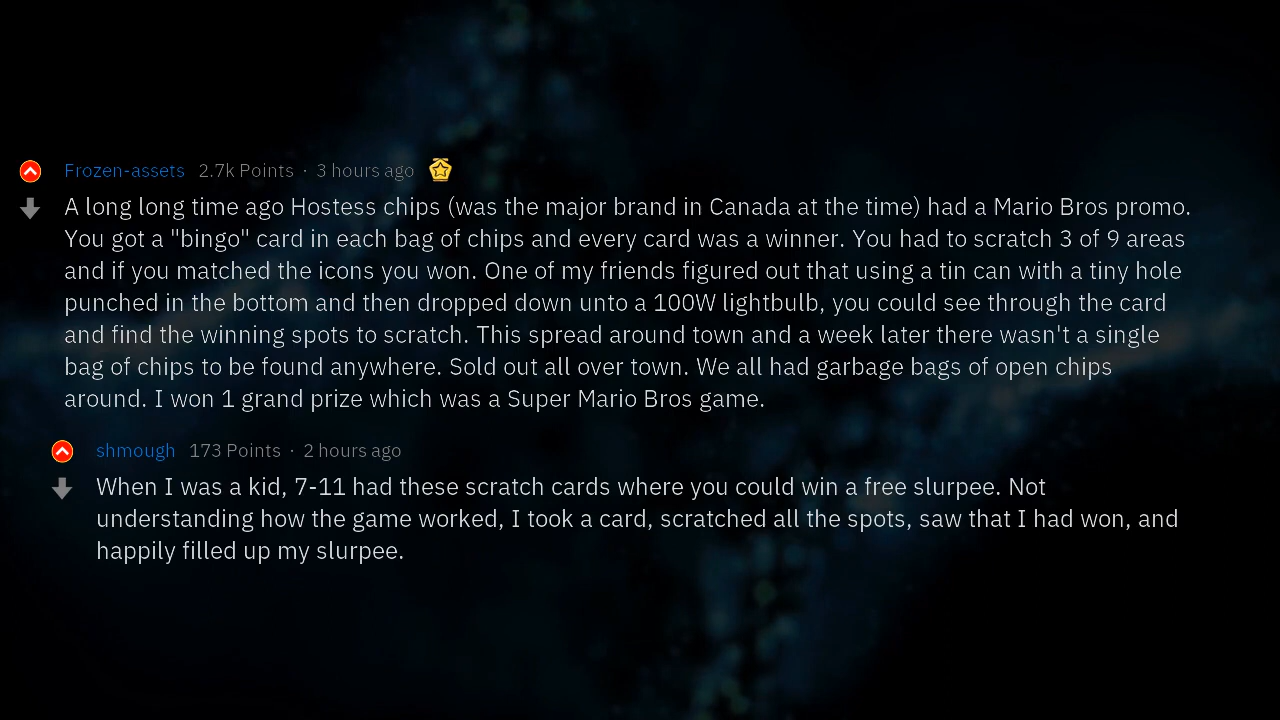 Frozen-assets 2.7k Points · 3 hours ago
A long long time ago Hostess chips (was the major brand in Canada at the time) had a Mario Bros promo.
You got a "bingo" card in each bag of chips and every card was a winner. You had to scratch 3 of 9 areas
and if you matched the icons you won. One of my friends figured out that using a tin can with a tiny hole
punched in the bottom and then dropped down unto a 100W lightbulb, you could see through the card
and find the winning spots to scratch. This spread around town and a week later there wasn't a single
bag of chips to be found anywhere. Sold out all over town. We all had garbage bags of open chips
around. I won 1 grand prize which was a Super Mario Bros game.
shmough 173 Points · 2 hours ago
When I was a kid, 7-11 had these scratch cards where you could win a free slurpee. Not
understanding how the game worked, I took a card, scratched all the spots, saw that I had won, and
happily filled up my slurpee.